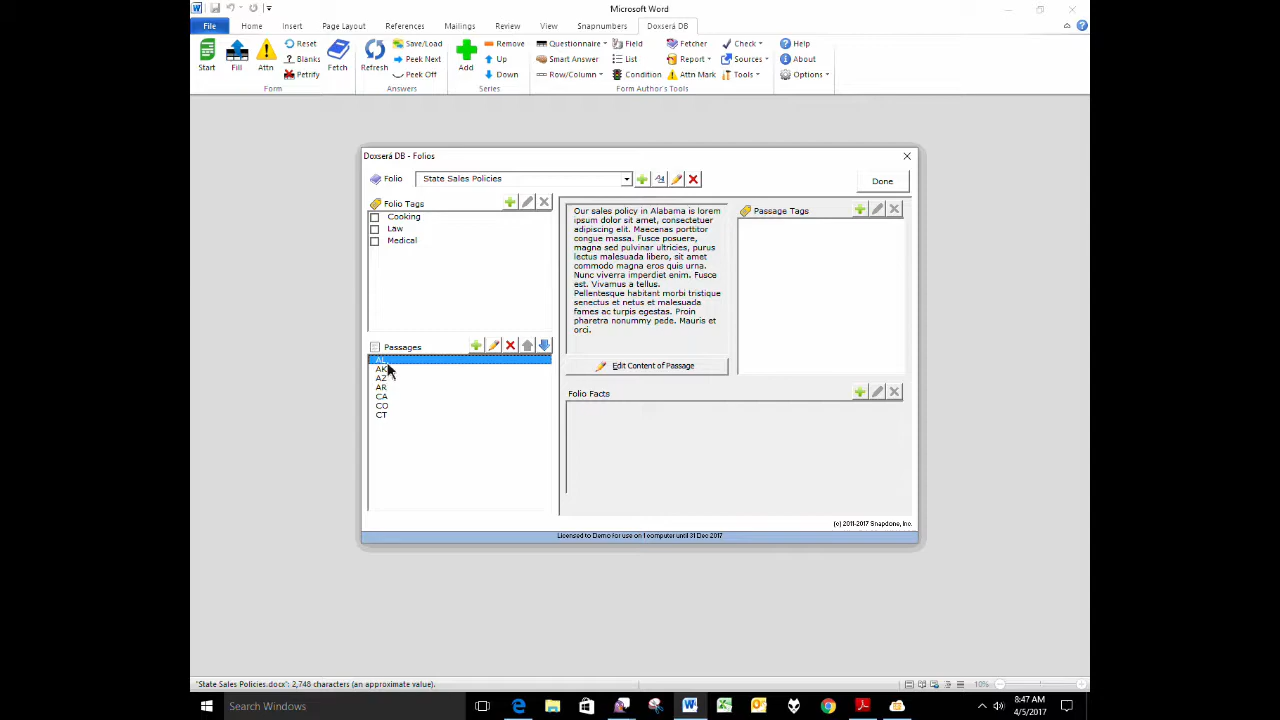 Microsoft Word
File Home Insert Page Layout References Mailings Review View Snapnumbers Doxserá DB
Start Fill Attn Reset Blanks Petrify Fetch Refresh Save/Load Peek Next Peek Off Add Remove Up Down Questionnaire Smart Answer Row/Column Field List Condition Fetcher Report Attn Mark Check Sources Tools Help About Options
Form Answers Series Form Author's Tools
Doxserá DB - Folios
Folio State Sales Policies Done
Folio Tags
Cooking
Law
Medical
Passages
AL
AK
AZ
AR
CA
CO
CT
Our sales policy in Alabama is lorem
ipsum dolor sit amet, consectetuer
adipiscing elit. Maecenas porttitor
congue massa. Fusce posuere,
magna sed pulvinar ultricies, purus
lectus malesuada libero, sit amet
commodo magna eros quis urna.
Nunc viverra imperdiet enim. Fusce
est. Vivamus a tellus.
Pellentesque habitant morbi tristique
senectus et netus et malesuada
fames ac turpis egestas. Proin
pharetra nonummy pede. Mauris et
orci.
Edit Content of Passage
Passage Tags
Folio Facts
(c) 2011-2017 Snapdone, Inc.
Licensed to Demo for use on 1 computer until 31 Dec 2017
"State Sales Policies.docx": 2,748 characters (an approximate value).
10%
Search Windows
8:47 AM
4/5/2017